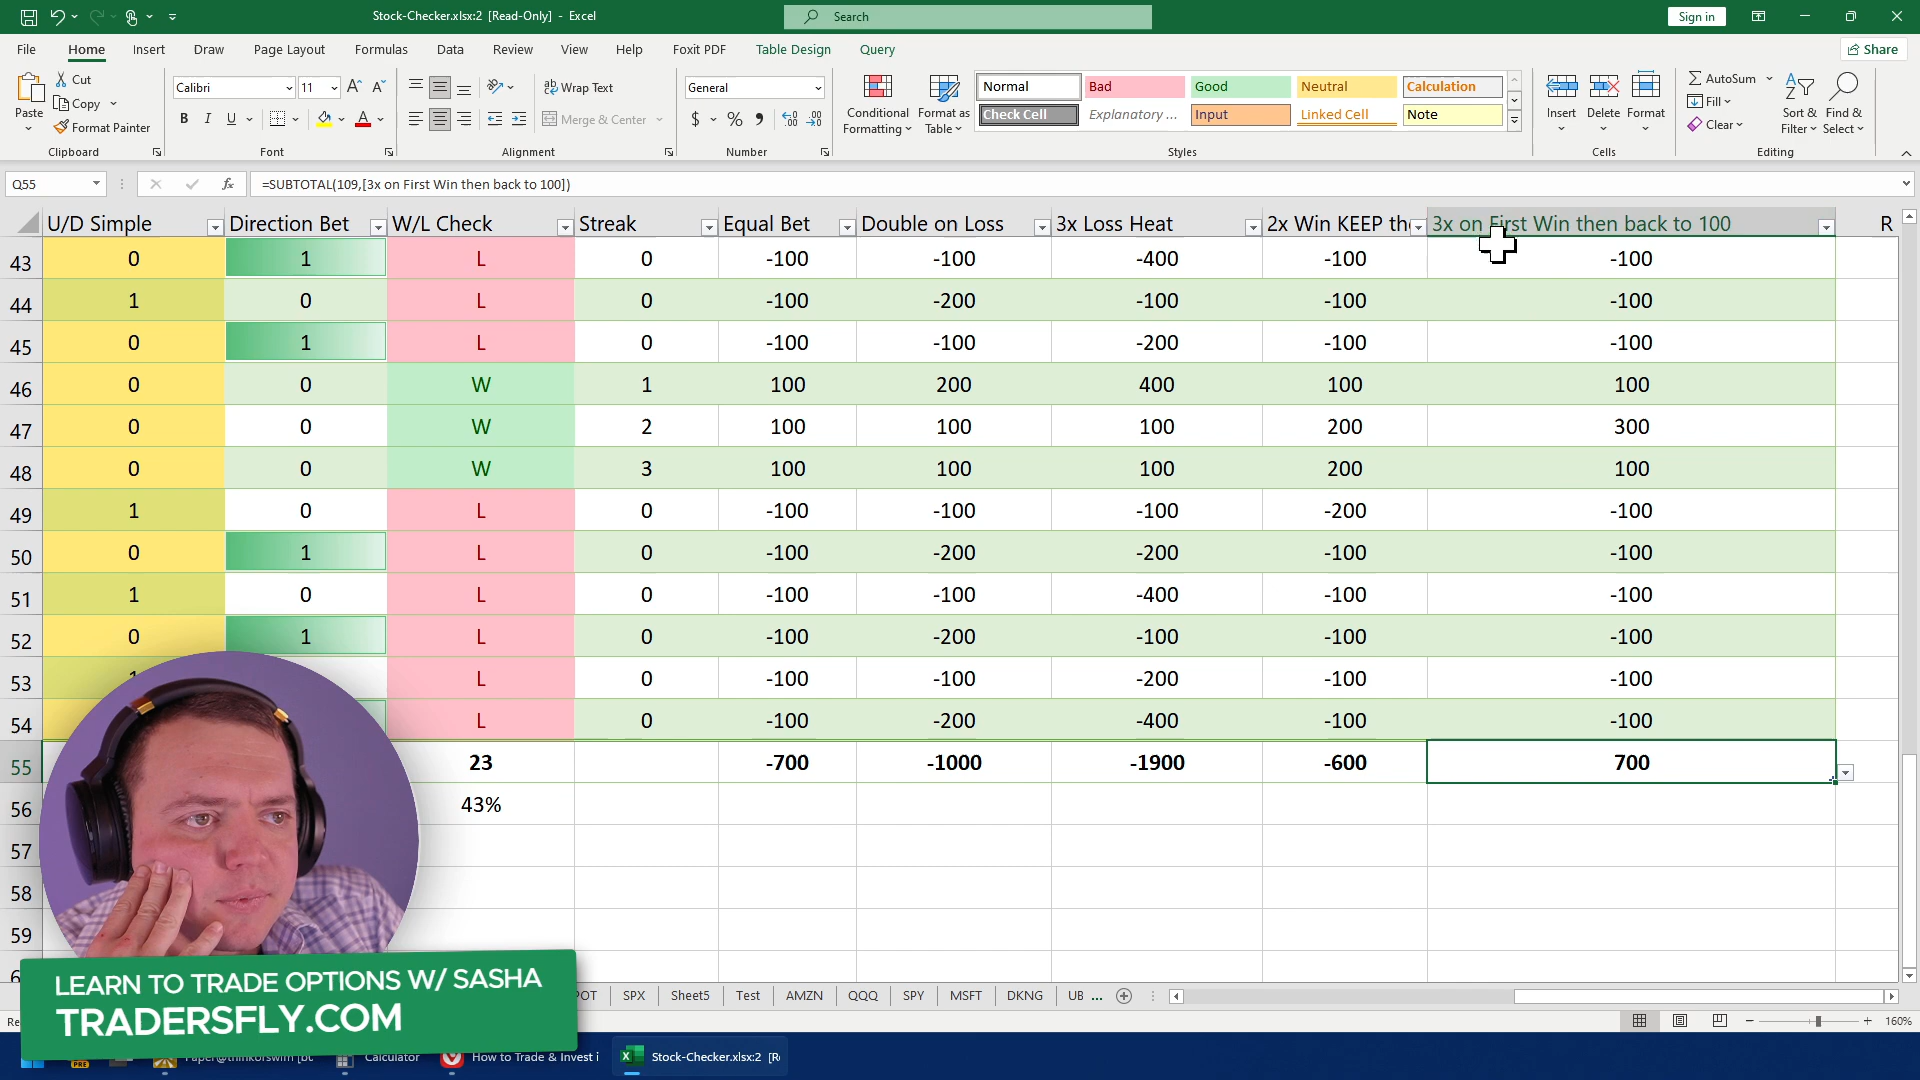 Stock-Checker.xlsx:2 [Read-Only] - Excel
Search
Sign in
File Home Insert Draw Page Layout Formulas Data Review View Help Foxit PDF Table Design Query
Share
Paste
Cut
Copy
Format Painter
Clipboard
Calibri 11
B I U
Font
Wrap Text
Merge & Center
Alignment
General
$ % 9
Number
Conditional Formatting
Format as Table
Normal Bad Good Neutral Calculation
Check Cell Explanatory ... Input Linked Cell Note
Styles
Insert Delete Format
Cells
AutoSum
Fill
Clear
Sort & Filter
Find & Select
Editing
Q55
fx
=SUBTOTAL(109,[3x on First Win then back to 100])
U/D Simple Direction Bet W/L Check Streak Equal Bet Double on Loss 3x Loss Heat 2x Win KEEP the 3x on First Win then back to 100 R
43 0 1 L 0 -100 -100 -400 -100 -100
44 1 0 L 0 -100 -200 -100 -100 -100
45 0 1 L 0 -100 -100 -200 -100 -100
46 0 0 W 1 100 200 400 100 100
47 0 0 W 2 100 100 100 200 300
48 0 0 W 3 100 100 100 200 100
49 1 0 L 0 -100 -100 -100 -200 -100
50 0 1 L 0 -100 -200 -200 -100 -100
51 1 0 L 0 -100 -100 -400 -100 -100
52 0 1 L 0 -100 -200 -100 -100 -100
53 L 0 -100 -100 -200 -100 -100
54 L 0 -100 -200 -400 -100 -100
55 23 -700 -1000 -1900 -600 700
56 43%
57
58
59
LEARN TO TRADE OPTIONS W/ SASHA
TRADERSFLY.COM
SPX Sheet5 Test AMZN QQQ SPY MSFT DKNG UB ...
160%
PRE
Calculator
How to Trade & Invest i
Stock-Checker.xlsx:2 [Re